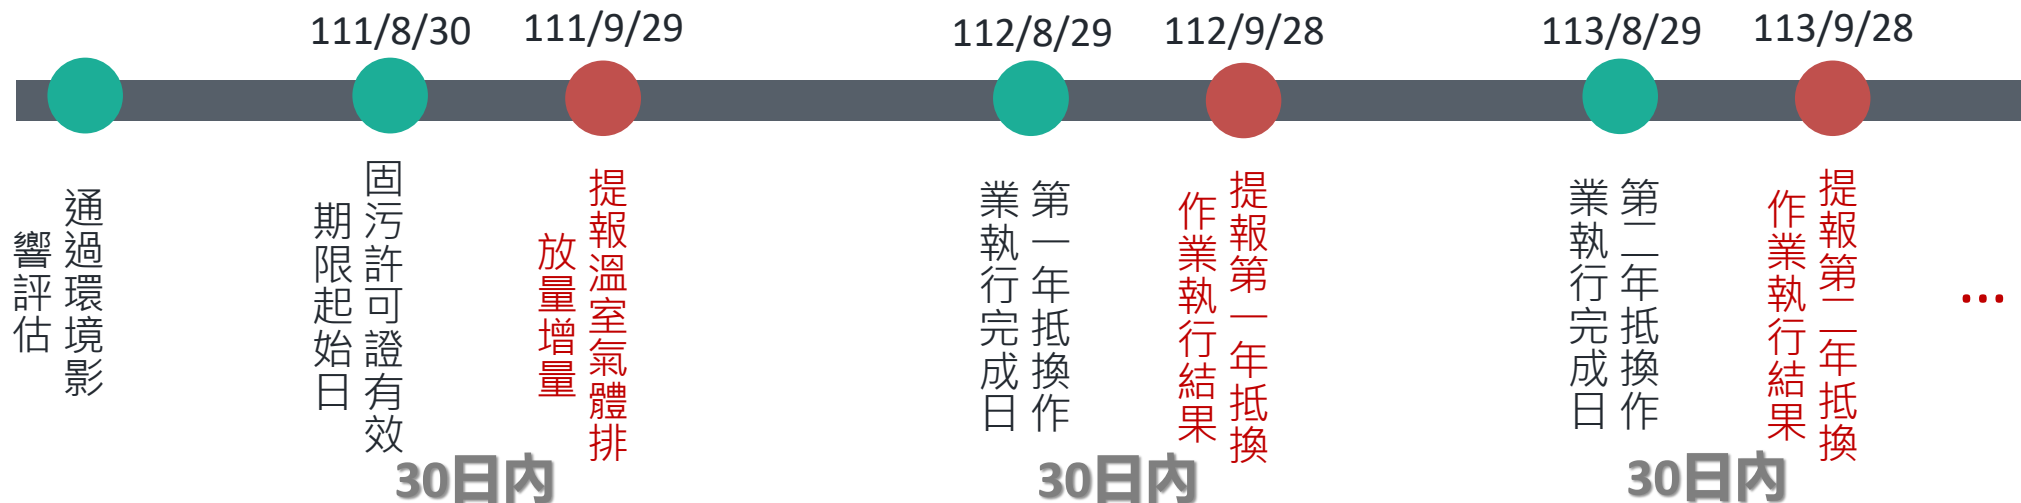 111/8/30
111/9/29
112/8/29
112/9/28
113/8/29
113/9/28
通過環境影
響評估
固污許可證有效
期限起始日
提報溫室氣體排
放量增量
第一年抵換作
業執行完成日
提報第一年抵換
作業執行結果
第二年抵換作
業執行完成日
提報第二年抵換
作業執行結果
...
30日內
30日內
30日內